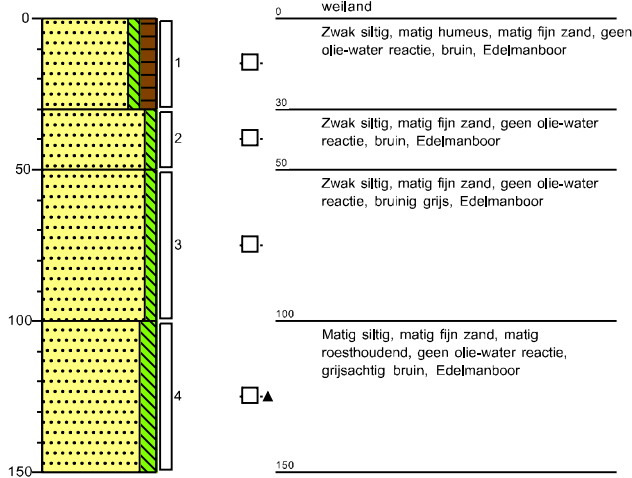 0
0
weiland
Zwak siltig, matig humeus, matig fijn zand, geen
olie-water reactie, bruin, Edelmanboor
1
30
Zwak siltig, matig fijn zand, geen olie-water
reactie, bruin, Edelmanboor
2
50
50
Zwak siltig, matig fijn zand, geen olie-water
reactie, bruinig grijs, Edelmanboor
3
100
100
Matig siltig, matig fijn zand, matig
roesthoudend, geen olie-water reactie,
grijsachtig bruin, Edelmanboor
4
150
150